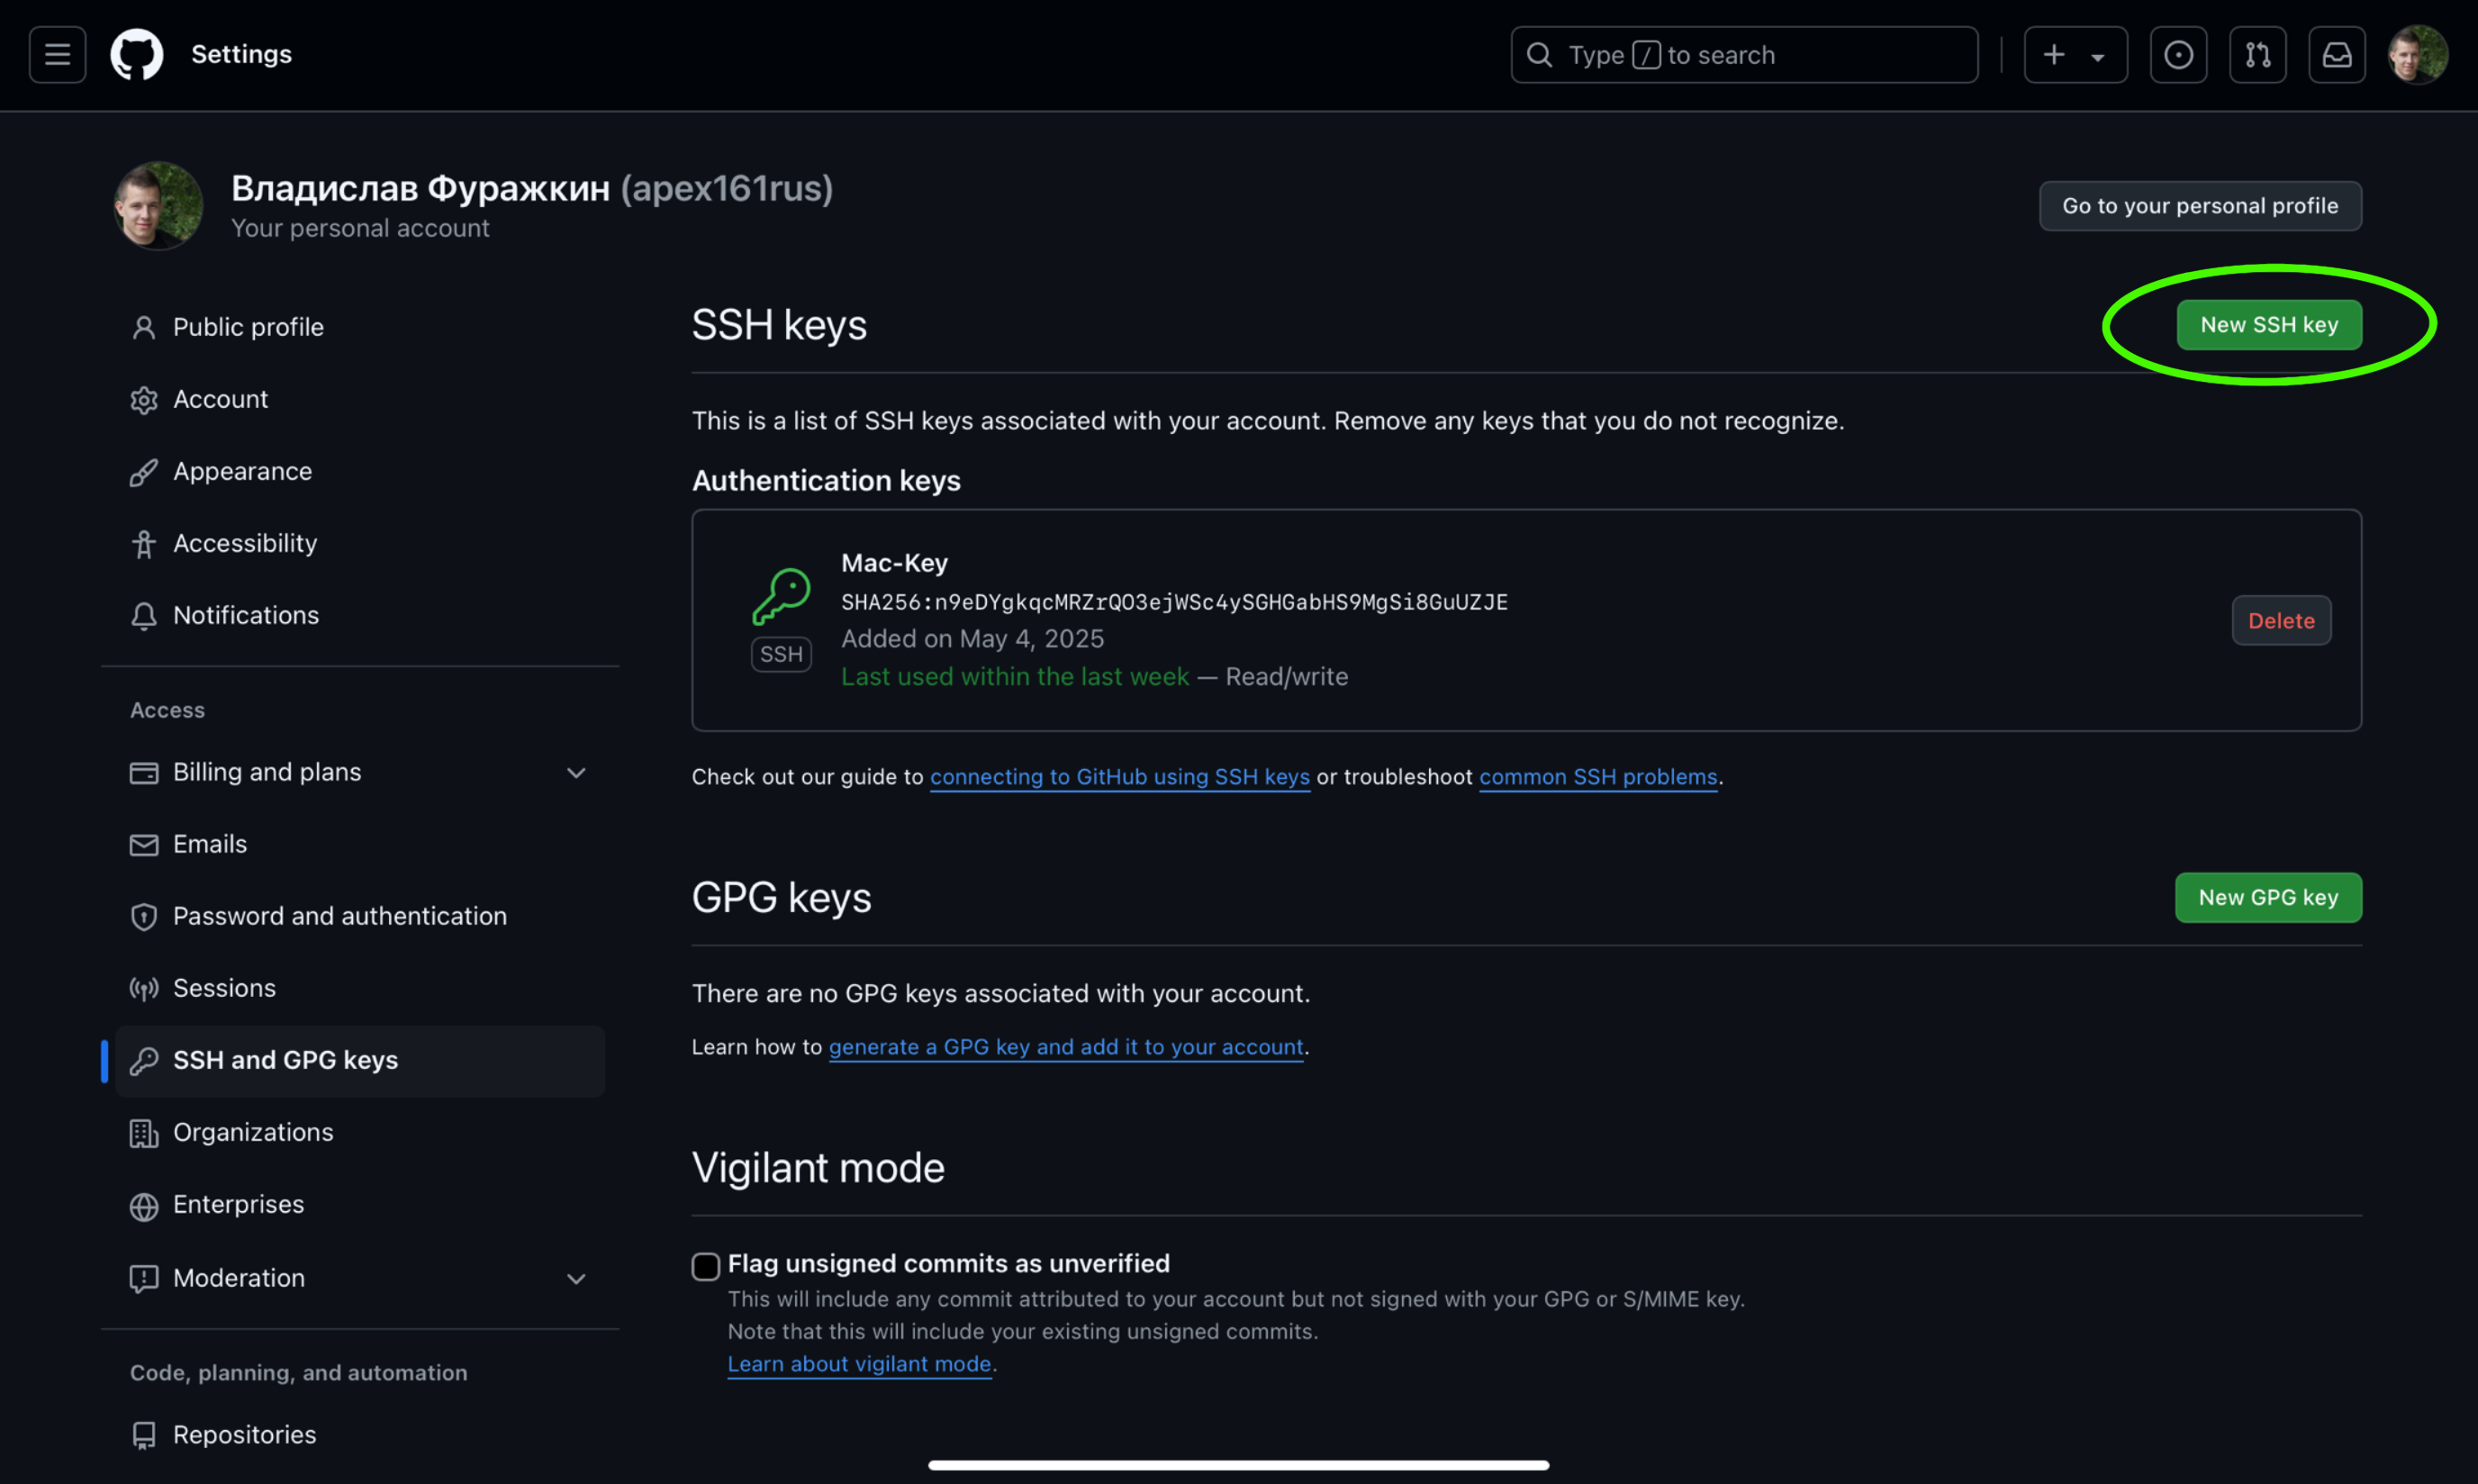 Settings
Type / to search
Владислав Фуражкин (apex161rus)
Your personal account
Go to your personal profile
Public profile
Account
Appearance
Accessibility
Notifications
Access
Billing and plans
Emails
Password and authentication
Sessions
SSH and GPG keys
Organizations
Enterprises
Moderation
Code, planning, and automation
Repositories
SSH keys
New SSH key
This is a list of SSH keys associated with your account. Remove any keys that you do not recognize.
Authentication keys
Mac-Key
SHA256:n9eDYgkqcMRZrQO3ejWSc4ySGHGabHS9MgSi8GuUZJE
SSH
Added on May 4, 2025
Last used within the last week — Read/write
Delete
Check out our guide to connecting to GitHub using SSH keys or troubleshoot common SSH problems.
GPG keys
New GPG key
There are no GPG keys associated with your account.
Learn how to generate a GPG key and add it to your account.
Vigilant mode
Flag unsigned commits as unverified
This will include any commit attributed to your account but not signed with your GPG or S/MIME key.
Note that this will include your existing unsigned commits.
Learn about vigilant mode.